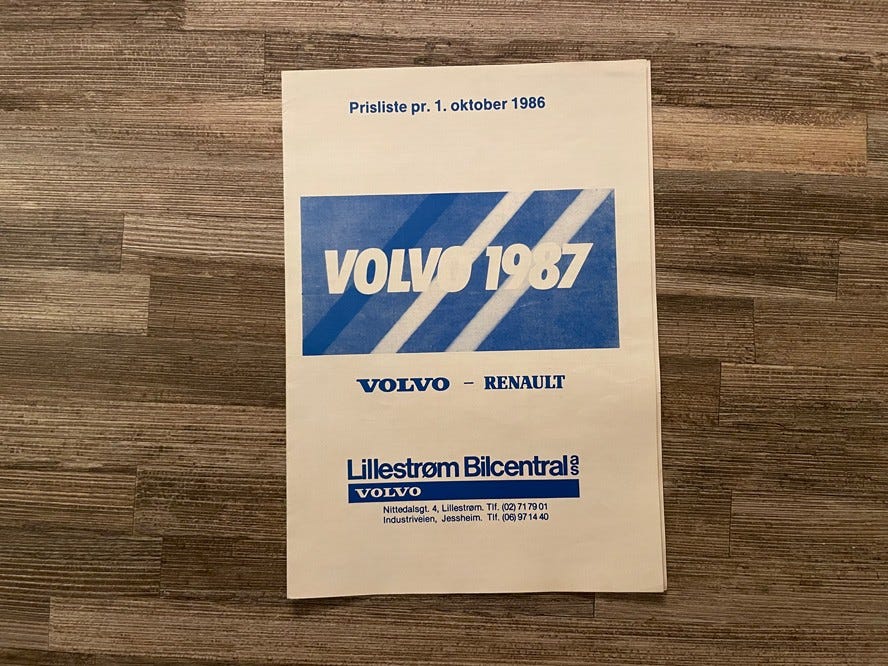 Prisliste pr. 1. oktober 1986
VOLVO 1987
VOLVO – RENAULT
Lillestrøm Bilcentral as
VOLVO
Nittedalsgt. 4, Lillestrøm. Tlf. (02) 71 79 01
Industriveien, Jessheim. Tlf. (06) 97 14 40